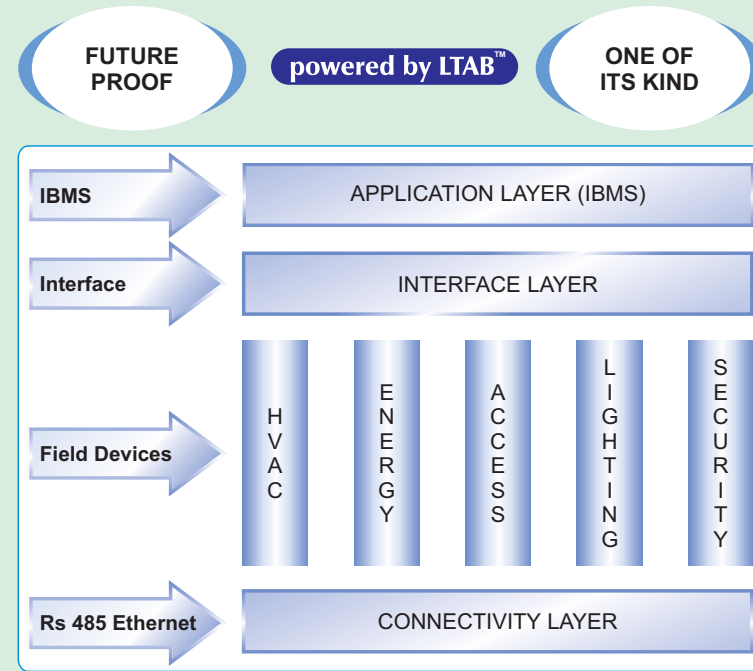 FUTURE
PROOF
powered by LTAB™
ONE OF
ITS KIND
IBMS
APPLICATION LAYER (IBMS)
Interface
INTERFACE LAYER
Field Devices
HVAC
ENERGY
ACCESS
LIGHTING
SECURITY
Rs 485 Ethernet
CONNECTIVITY LAYER